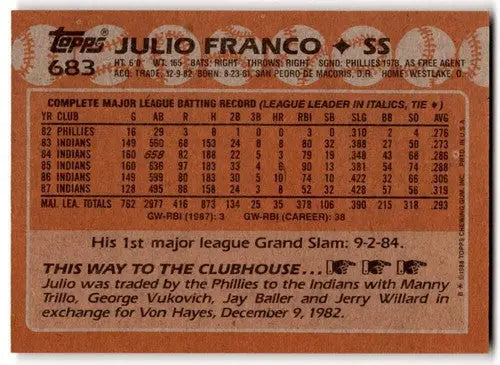 topps JULIO FRANCO ♦ SS
683 HT: 6'0 WT: 165 BATS: RIGHT THROWS: RIGHT SGND: PHILLIES 1978, AS FREE AGENT
ACQ: TRADE, 12-9-82 BORN: 8-23-61, SAN PEDRO DE MACORIS, D.R. HOME: WESTLAKE, O.
COMPLETE MAJOR LEAGUE BATTING RECORD (LEAGUE LEADER IN ITALICS, TIE ♦)
YR CLUB G AB R H 2B 3B HR RBI SB SLG BB SO AVG
82 PHILLIES 16 29 3 8 1 0 0 3 0 .310 2 4 .276
83 INDIANS 149 560 68 153 24 8 8 80 32 .388 27 50 .273
84 INDIANS 160 658 82 188 22 5 3 79 19 .348 43 68 .286
85 INDIANS 160 636 97 183 33 4 6 90 13 .381 54 74 .288
86 INDIANS 149 599 80 183 30 5 10 74 10 .422 32 66 .306
87 INDIANS 128 495 86 158 24 3 8 52 32 .428 57 56 .319
MAJ. LEA. TOTALS 762 2977 416 873 134 25 35 378 106 .390 215 318 .293
GW-RBI (1987): 3 GW-RBI (CAREER): 38
His 1st major league Grand Slam: 9-2-84.
THIS WAY TO THE CLUBHOUSE...
Julio was traded by the Phillies to the Indians with Manny
Trillo, George Vukovich, Jay Baller and Jerry Willard in
exchange for Von Hayes, December 9, 1982.